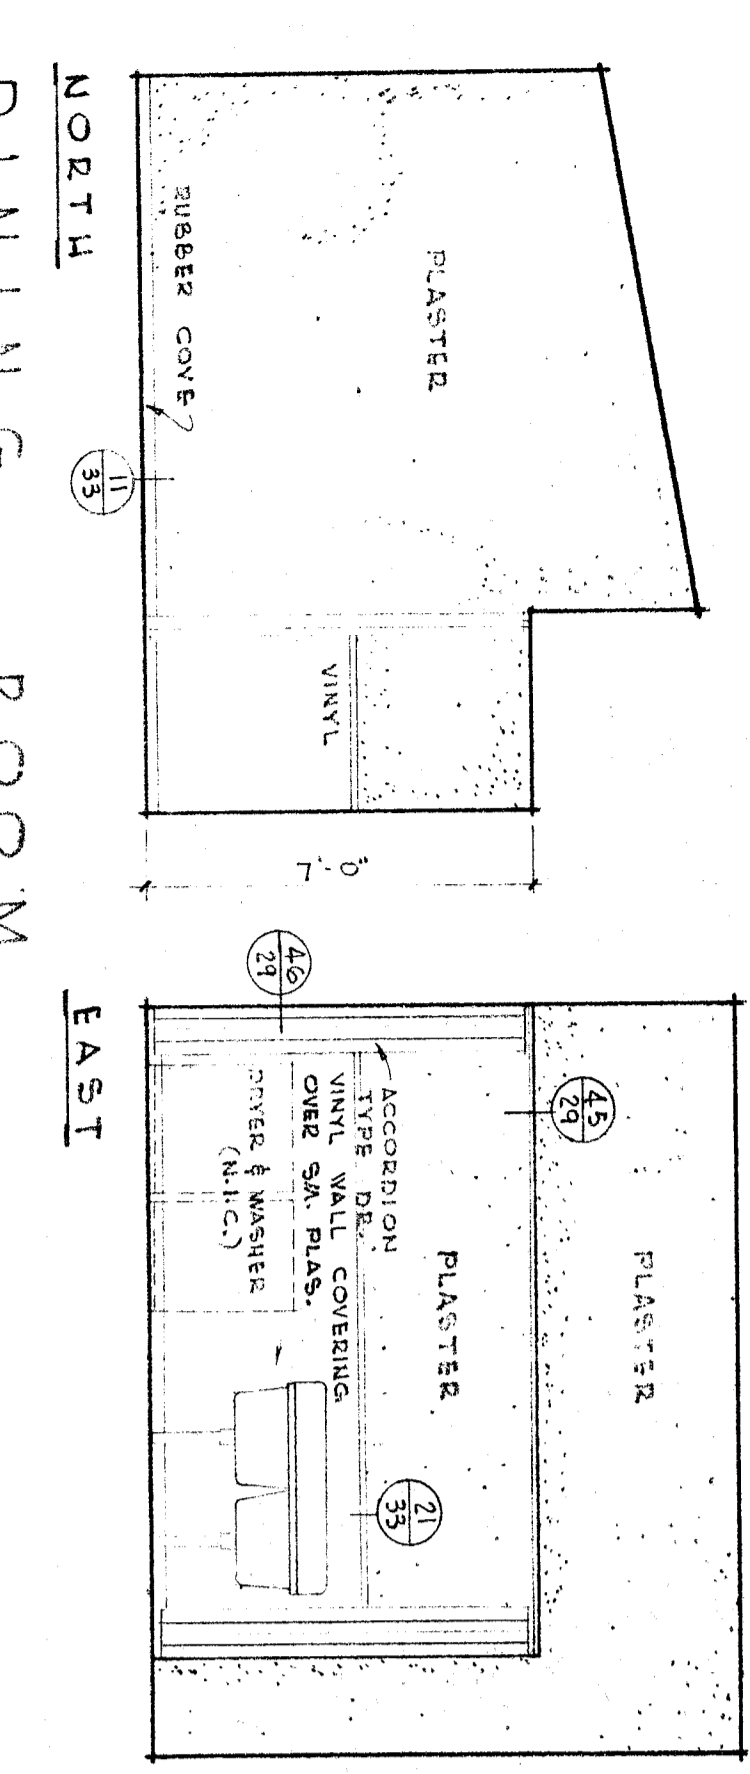 PLASTER
RUBBER COVE
11
33
VINYL
7'-0"
NORTH
45
29
PLASTER
PLASTER
ACCORDION
TYPE DR.
VINYL WALL COVERING
OVER SM. PLAS.
DRYER & WASHER
(N.I.C.)
46
29
21
33
EAST
DINING ROOM